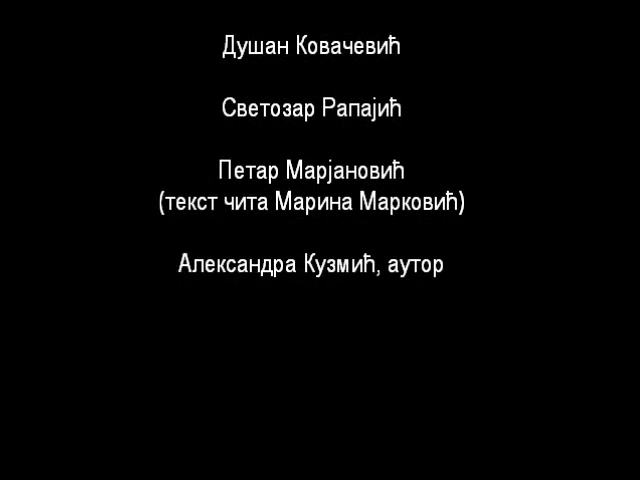 Душан Ковачевић
Светозар Рапајић
Петар Марјановић
(текст чита Марина Марковић)
Александра Кузмић, аутор